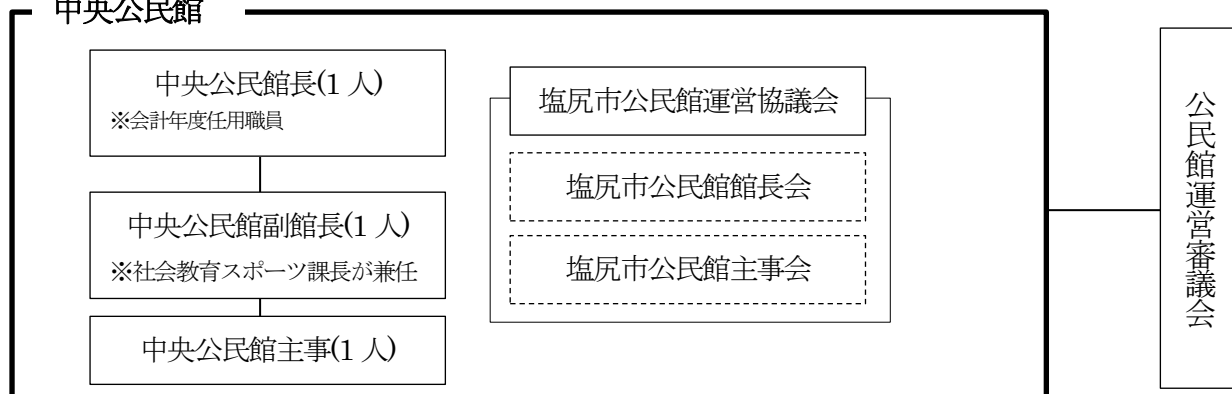 中央公民館
中央公民館長(1 人)
※会計年度任用職員
中央公民館副館長(1 人)
※社会教育スポーツ課長が兼任
中央公民館主事(1 人)
塩尻市公民館運営協議会
塩尻市公民館館長会
塩尻市公民館主事会
公民館運営審議会